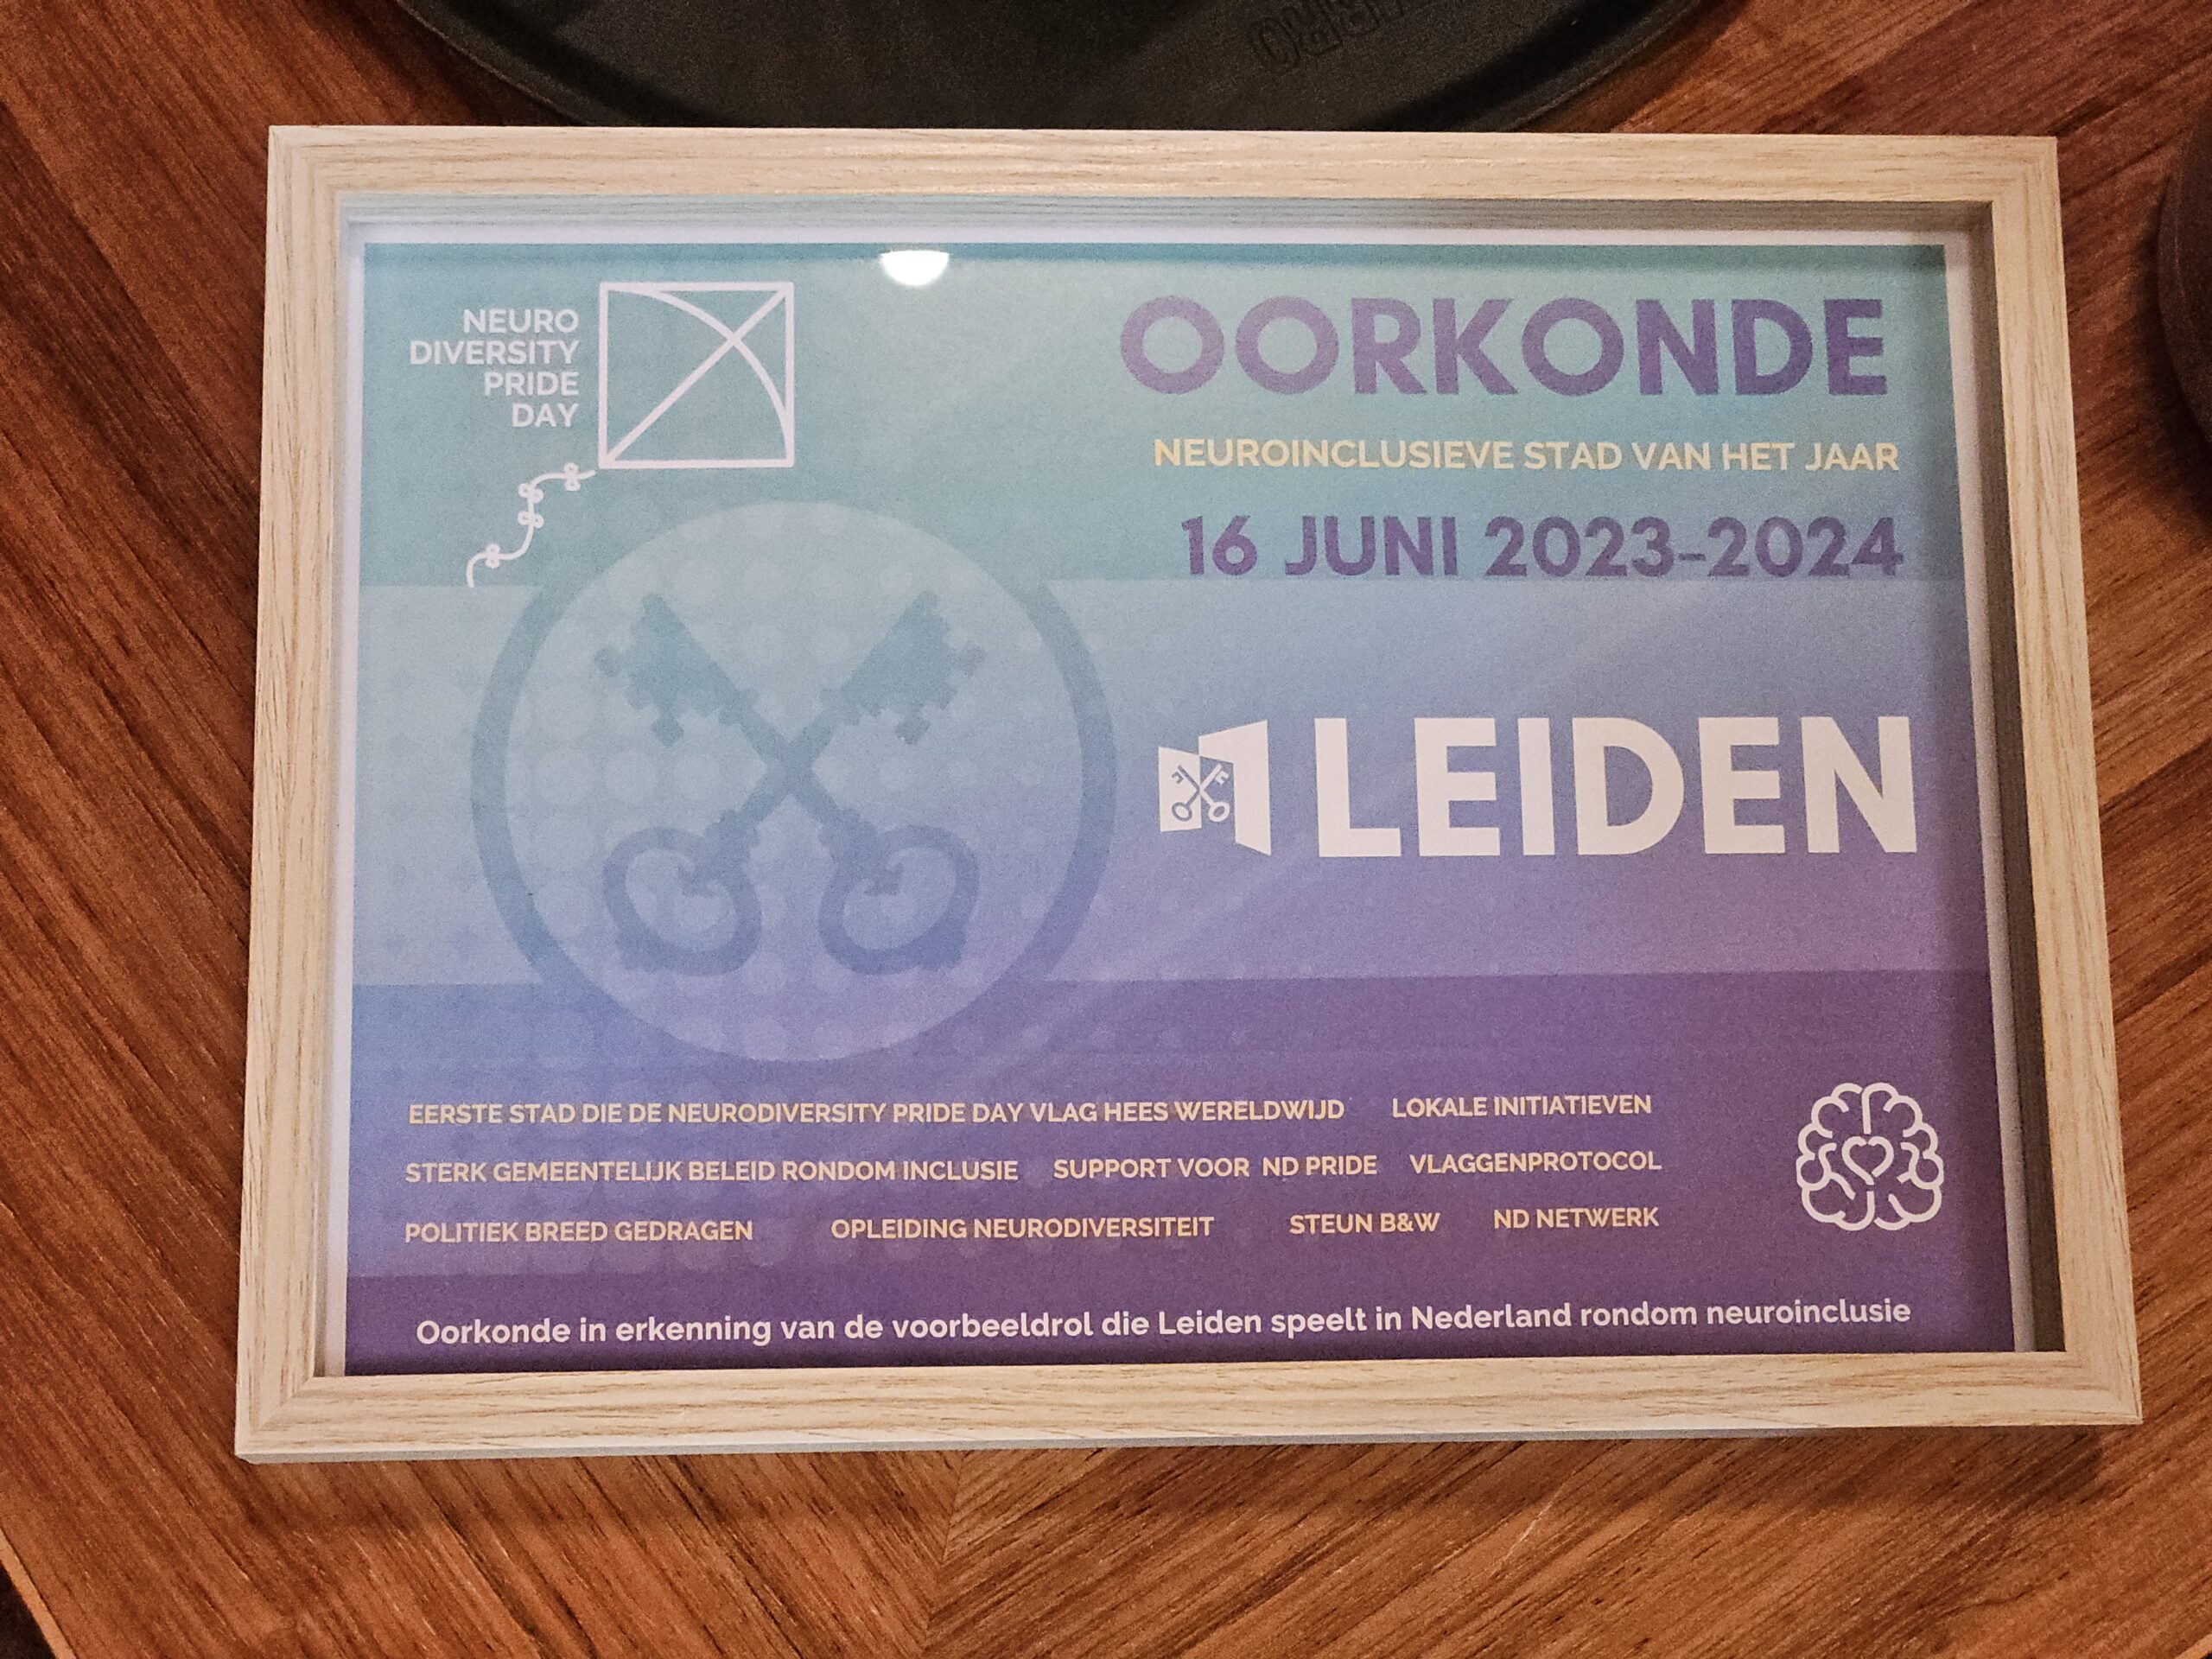 NEURO
DIVERSITY
PRIDE
DAY
OORKONDE
NEUROINCLUSIEVE STAD VAN HET JAAR
16 JUNI 2023-2024
LEIDEN
EERSTE STAD DIE DE NEURODIVERSITY PRIDE DAY VLAG HEES WERELDWIJD LOKALE INITIATIEVEN
STERK GEMEENTELIJK BELEID RONDOM INCLUSIE SUPPORT VOOR ND PRIDE VLAGGENPROTOCOL
POLITIEK BREED GEDRAGEN OPLEIDING NEURODIVERSITEIT STEUN B&W ND NETWERK
Oorkonde in erkenning van de voorbeeldrol die Leiden speelt in Nederland rondom neuroinclusie